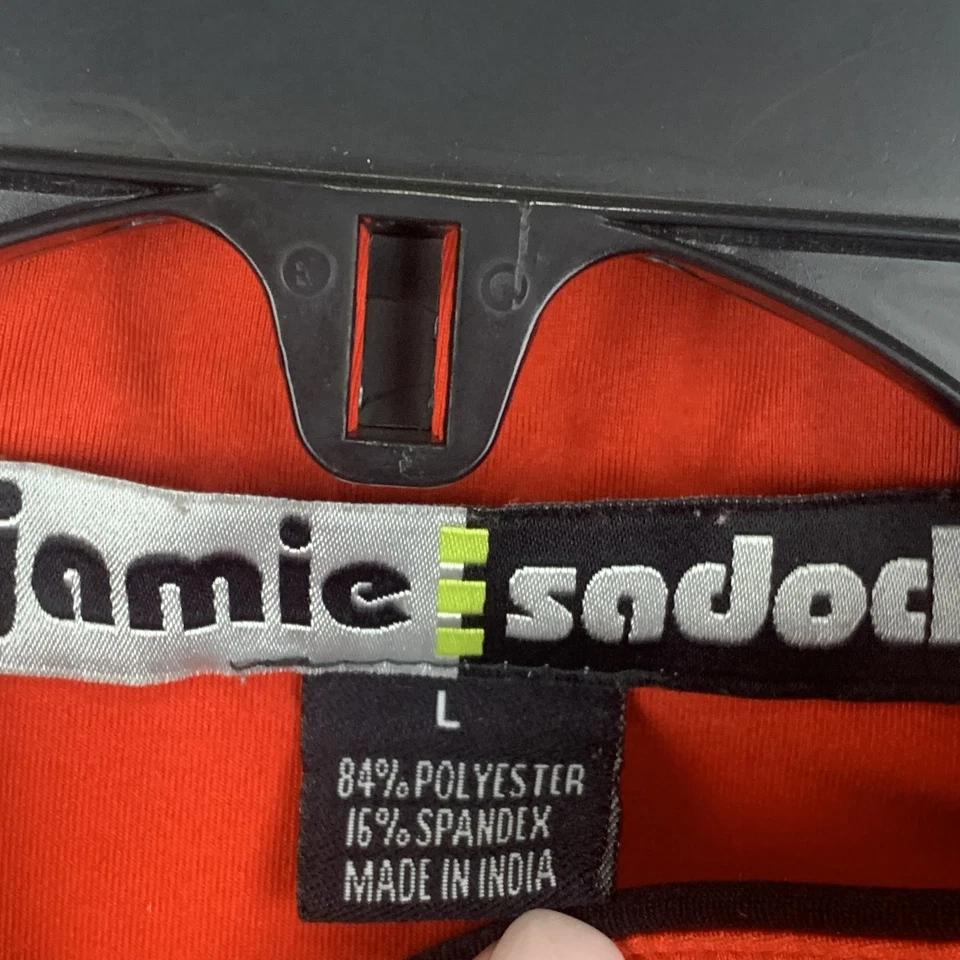 jamie sadock
L
84% POLYESTER
16% SPANDEX
MADE IN INDIA